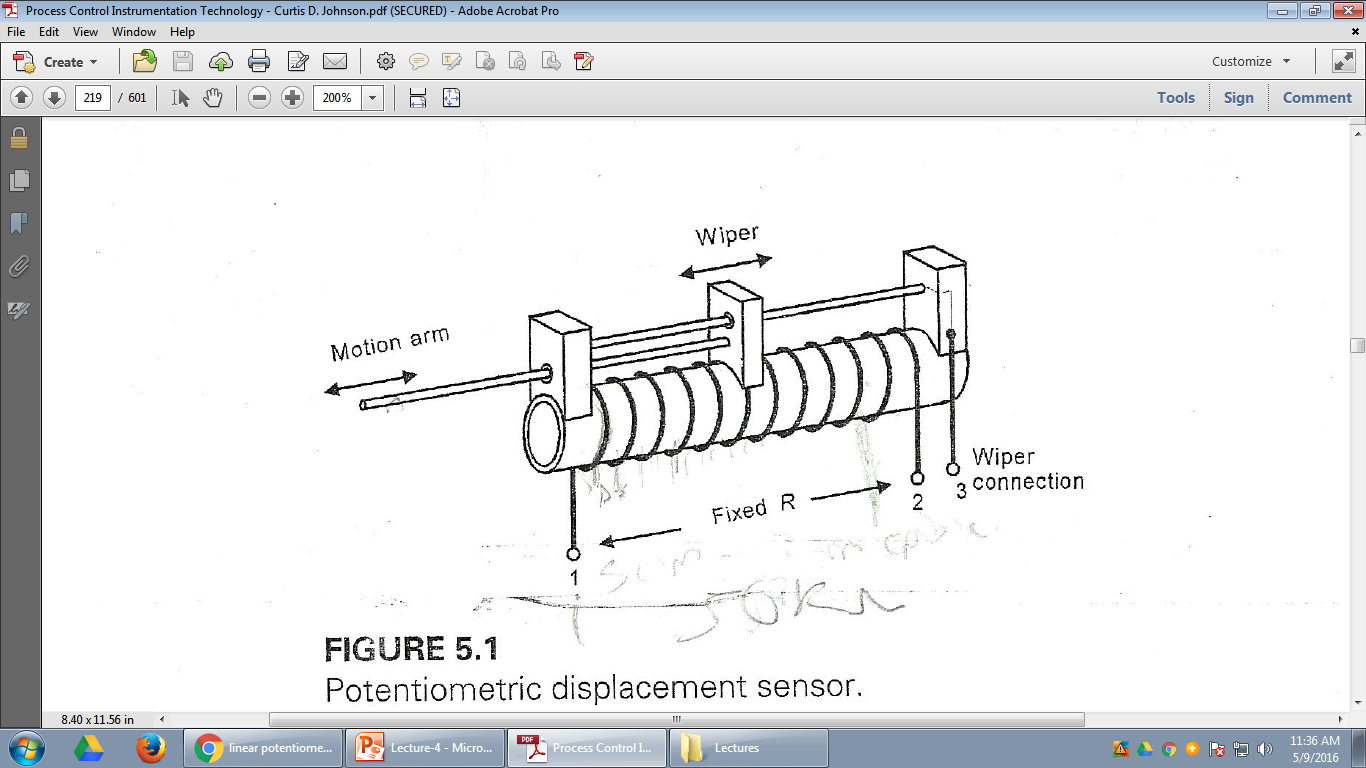 Process Control Instrumentation Technology - Curtis D. Johnson.pdf (SECURED) - Adobe Acrobat Pro
File Edit View Window Help
Create Customize
219 / 601 200% Tools Sign Comment
Wiper
Motion arm
Wiper
connection
Fixed R
2 3
1
50KΩ
FIGURE 5.1
Potentiometric displacement sensor.
8.40 x 11.56 in
linear potentiome... Lecture-4 - Micro... Process Control I... Lectures
11:36 AM
5/9/2016